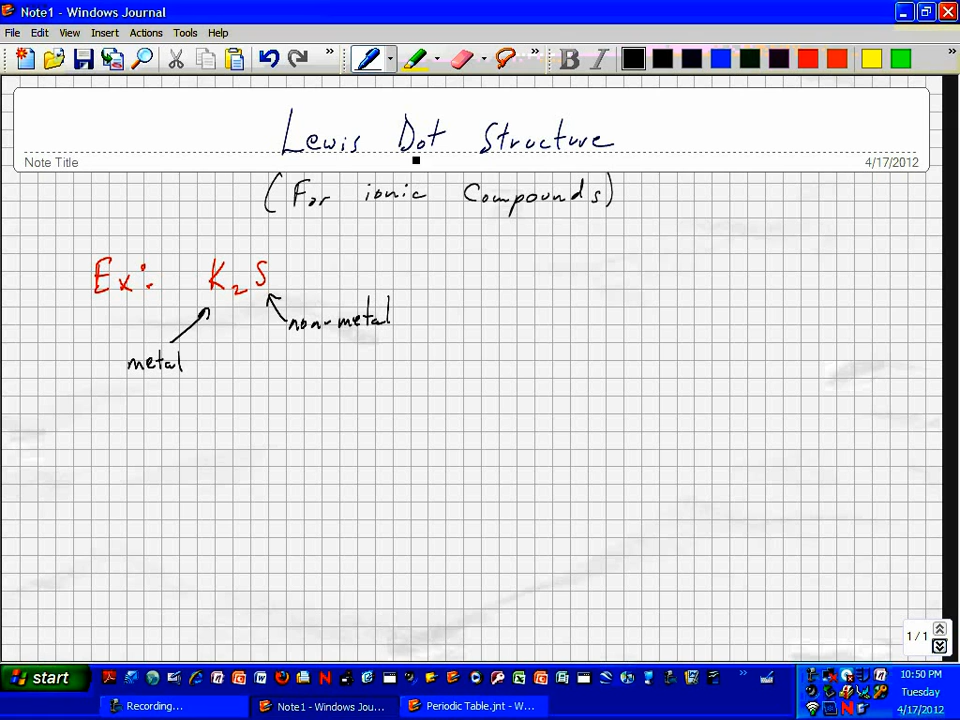 Note1 - Windows Journal
File Edit View Insert Actions Tools Help
Lewis Dot Structure
Note Title
4/17/2012
(For ionic Compounds)
Ex: K2S
non-metal
metal
1 / 1
start
10:50 PM
Tuesday
4/17/2012
Recording...
Note1 - Windows Jou...
Periodic Table.jnt - W...